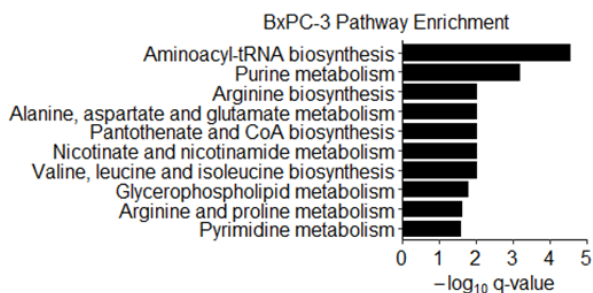 BxPC-3 Pathway Enrichment
Aminoacyl-tRNA biosynthesis
Purine metabolism
Arginine biosynthesis
Alanine, aspartate and glutamate metabolism
Pantothenate and CoA biosynthesis
Nicotinate and nicotinamide metabolism
Valine, leucine and isoleucine biosynthesis
Glycerophospholipid metabolism
Arginine and proline metabolism
Pyrimidine metabolism
0 1 2 3 4 5
−log₁₀ q-value